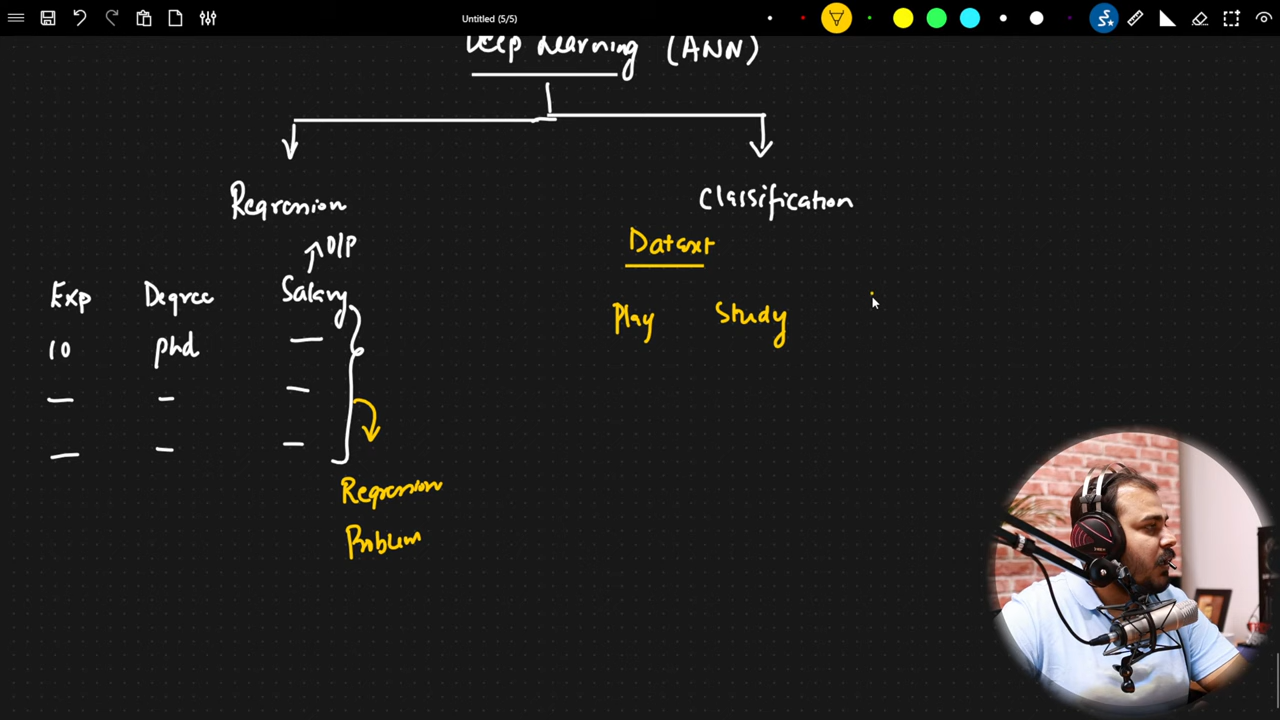 Untitled (5/5)
Deep Learning (ANN)
Regression
Classification
O/P
Dataset
Exp Degree Salary
Play Study
10 phd —
— - —
— - —
Regression
Problem